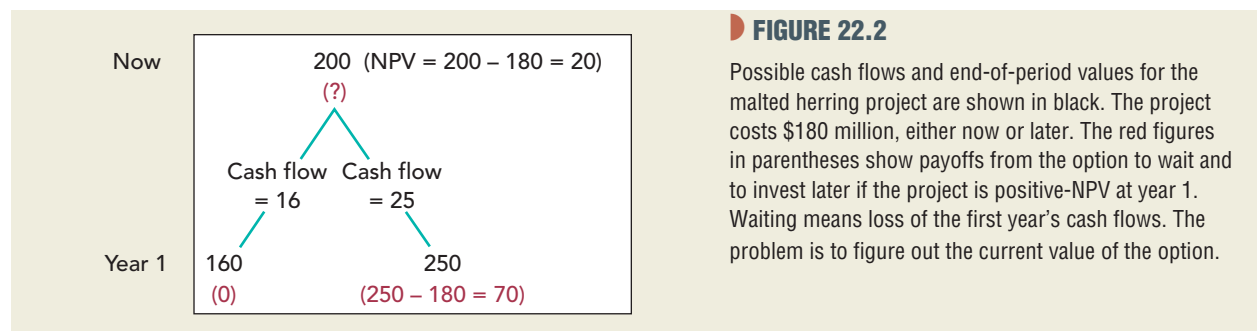 Now
200 (NPV = 200 – 180 = 20)
(?)
Cash flow Cash flow
= 16 = 25
Year 1 160 250
(0) (250 – 180 = 70)
FIGURE 22.2
Possible cash flows and end-of-period values for the
malted herring project are shown in black. The project
costs $180 million, either now or later. The red figures
in parentheses show payoffs from the option to wait and
to invest later if the project is positive-NPV at year 1.
Waiting means loss of the first year’s cash flows. The
problem is to figure out the current value of the option.